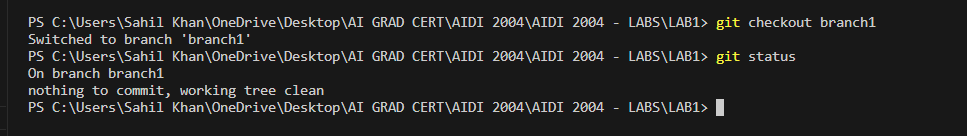 PS C:\Users\Sahil Khan\OneDrive\Desktop\AI GRAD CERT\AIDI 2004\AIDI 2004 - LABS\LAB1> git checkout branch1
Switched to branch 'branch1'
PS C:\Users\Sahil Khan\OneDrive\Desktop\AI GRAD CERT\AIDI 2004\AIDI 2004 - LABS\LAB1> git status
On branch branch1
nothing to commit, working tree clean
PS C:\Users\Sahil Khan\OneDrive\Desktop\AI GRAD CERT\AIDI 2004\AIDI 2004 - LABS\LAB1>